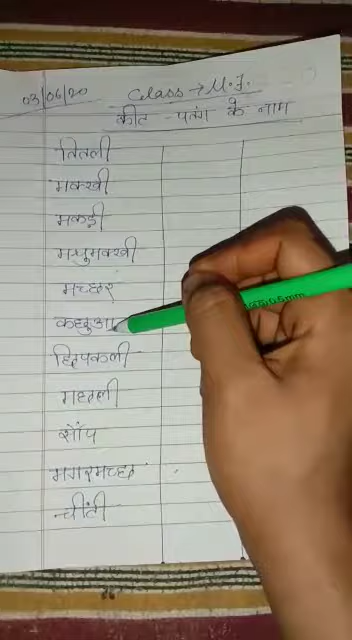 03/06/20
Class → M.J.
कीट - पतंग के नाम
तितली
मक्खी
मकड़ी
मधुमक्खी
मच्छर
कछुआ
छिपकली
मछली
साँप
मगरमच्छ
चींटी